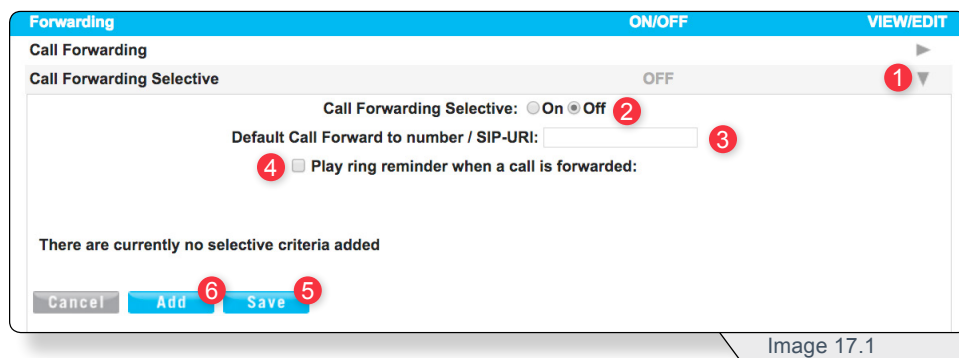 Forwarding ON/OFF VIEW/EDIT
Call Forwarding
Call Forwarding Selective OFF 1
Call Forwarding Selective: On Off 2
Default Call Forward to number / SIP-URI: 3
4 Play ring reminder when a call is forwarded:
There are currently no selective criteria added
Cancel Add 6 Save 5
Image 17.1